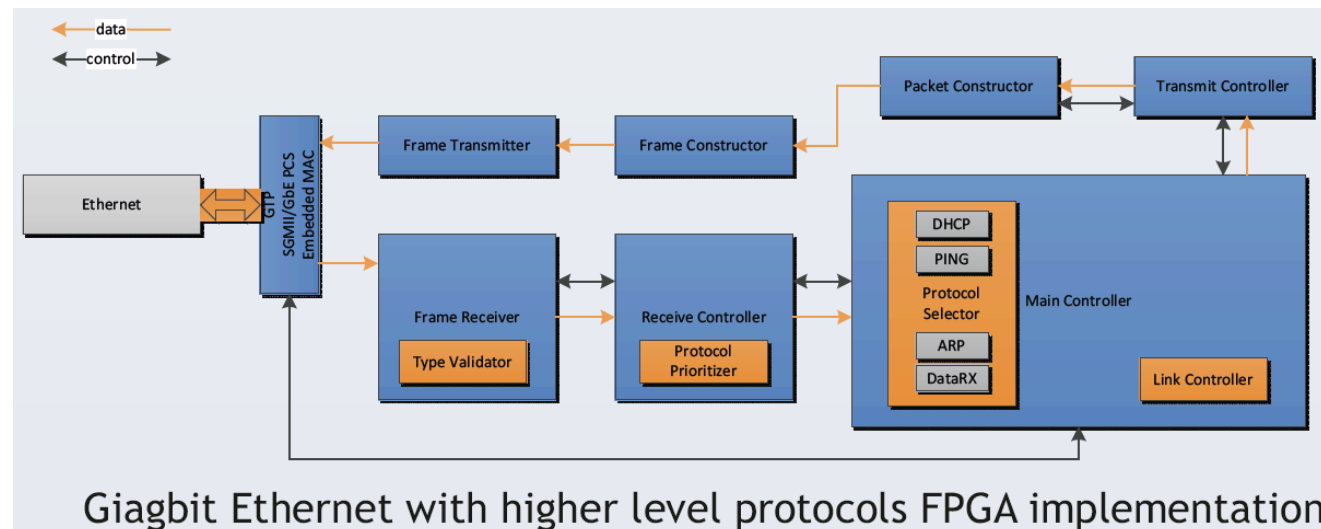 data
control
Packet Constructor
Transmit Controller
Frame Transmitter
Frame Constructor
Ethernet
GTP
SGMII/GbE PCS
Embedded MAC
DHCP
PING
Protocol
Selector
Main Controller
ARP
DataRX
Link Controller
Frame Receiver
Type Validator
Receive Controller
Protocol
Prioritizer
Giagbit Ethernet with higher level protocols FPGA implementation